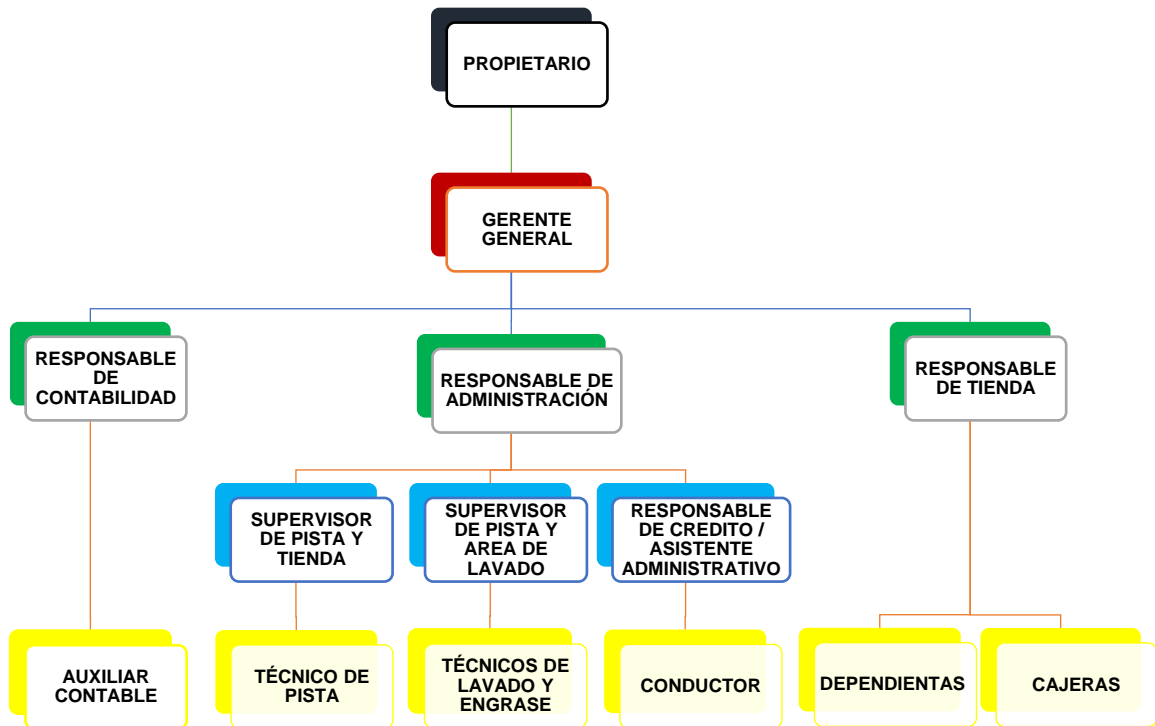 PROPIETARIO
GERENTE
GENERAL
RESPONSABLE
DE
CONTABILIDAD
RESPONSABLE DE
ADMINISTRACIÓN
RESPONSABLE
DE TIENDA
SUPERVISOR
DE PISTA Y
TIENDA
SUPERVISOR
DE PISTA Y
AREA DE
LAVADO
RESPONSABLE
DE CREDITO /
ASISTENTE
ADMINISTRATIVO
AUXILIAR
CONTABLE
TÉCNICO DE
PISTA
TÉCNICOS DE
LAVADO Y
ENGRASE
CONDUCTOR
DEPENDIENTAS
CAJERAS